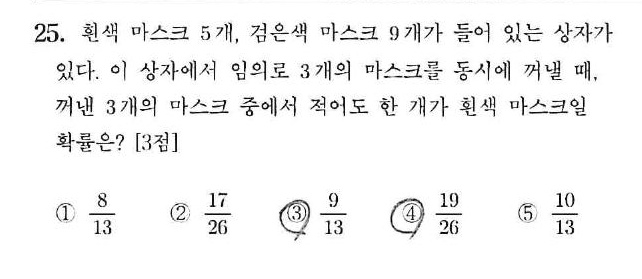 25. 흰색 마스크 5개, 검은색 마스크 9개가 들어 있는 상자가
있다. 이 상자에서 임의로 3개의 마스크를 동시에 꺼낼 때,
꺼낸 3개의 마스크 중에서 적어도 한 개가 흰색 마스크일
확률은? [3점]
① 8/13 ② 17/26 ③ 9/13 ④ 19/26 ⑤ 10/13